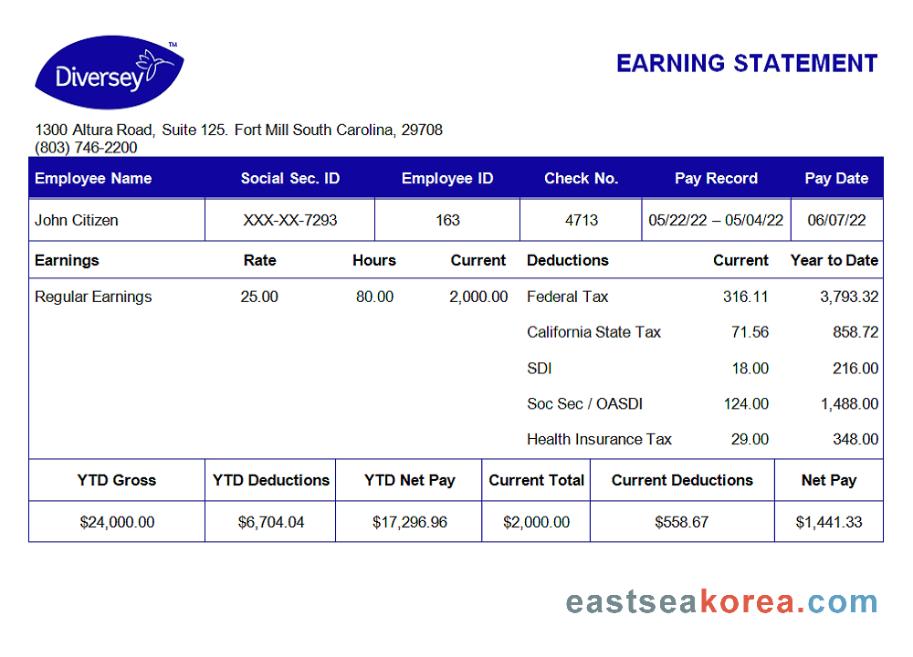 Diversey™
EARNING STATEMENT
1300 Altura Road, Suite 125. Fort Mill South Carolina, 29708
(803) 746-2200
Employee Name Social Sec. ID Employee ID Check No. Pay Record Pay Date
John Citizen XXX-XX-7293 163 4713 05/22/22 – 05/04/22 06/07/22
Earnings Rate Hours Current Deductions Current Year to Date
Regular Earnings 25.00 80.00 2,000.00 Federal Tax 316.11 3,793.32
California State Tax 71.56 858.72
SDI 18.00 216.00
Soc Sec / OASDI 124.00 1,488.00
Health Insurance Tax 29.00 348.00
YTD Gross YTD Deductions YTD Net Pay Current Total Current Deductions Net Pay
$24,000.00 $6,704.04 $17,296.96 $2,000.00 $558.67 $1,441.33
eastseakorea.com